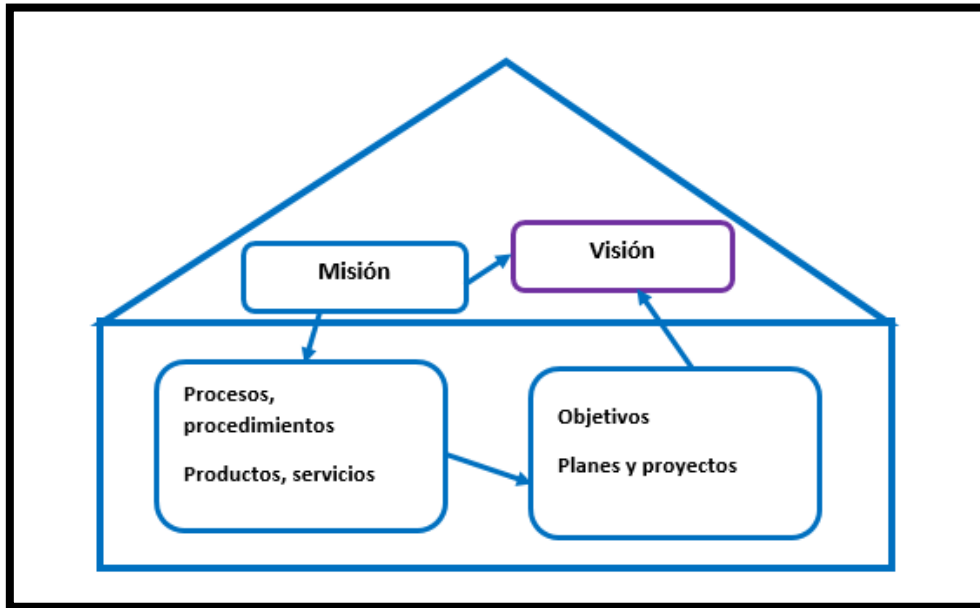 Misión
Visión
Procesos,
procedimientos
Productos, servicios
Objetivos
Planes y proyectos